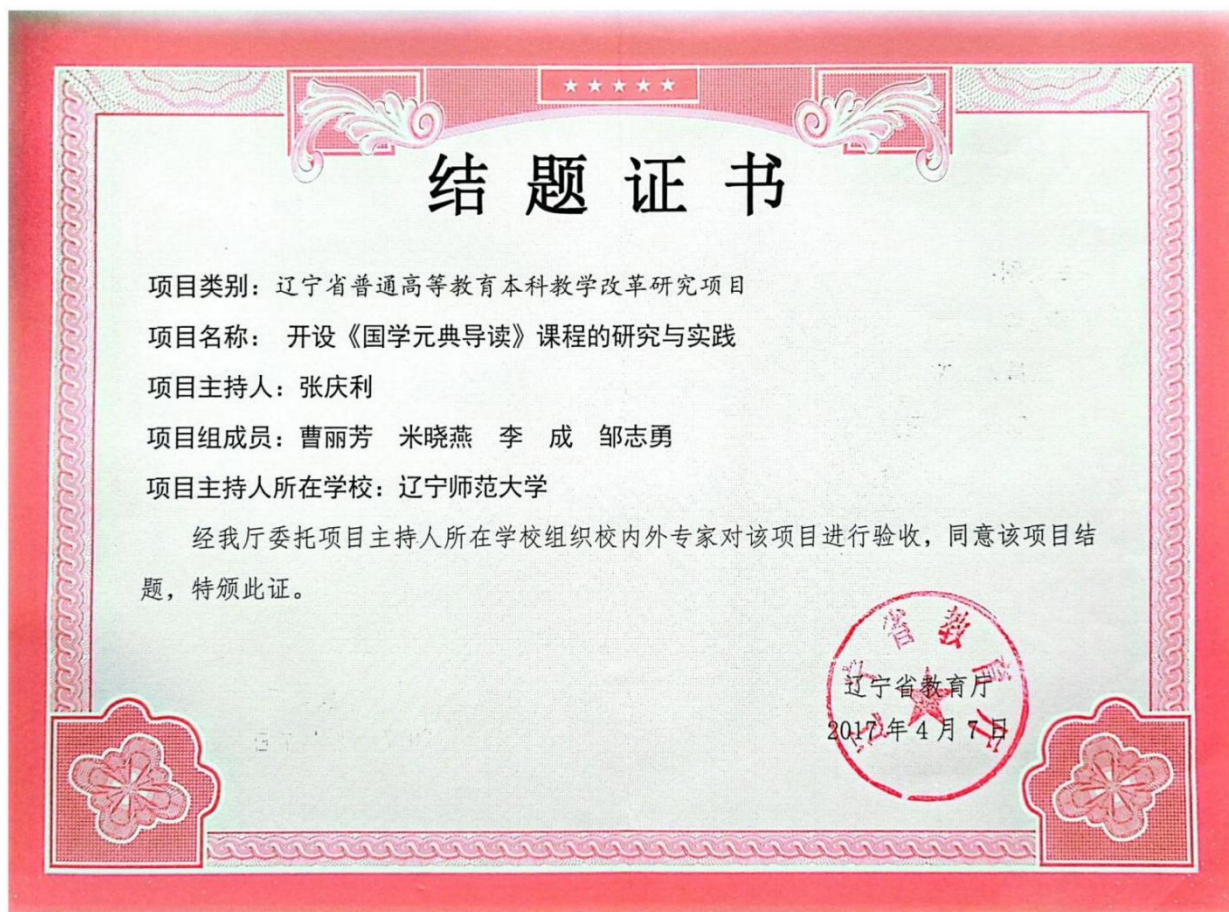 结题证书
项目类别：辽宁省普通高等教育本科教学改革研究项目
项目名称： 开设《国学元典导读》课程的研究与实践
项目主持人：张庆利
项目组成员：曹丽芳 米晓燕 李 成 邹志勇
项目主持人所在学校：辽宁师范大学
经我厅委托项目主持人所在学校组织校内外专家对该项目进行验收，同意该项目结
题，特颁此证。
辽宁省教育厅
辽宁省教育厅
2017年4月7日